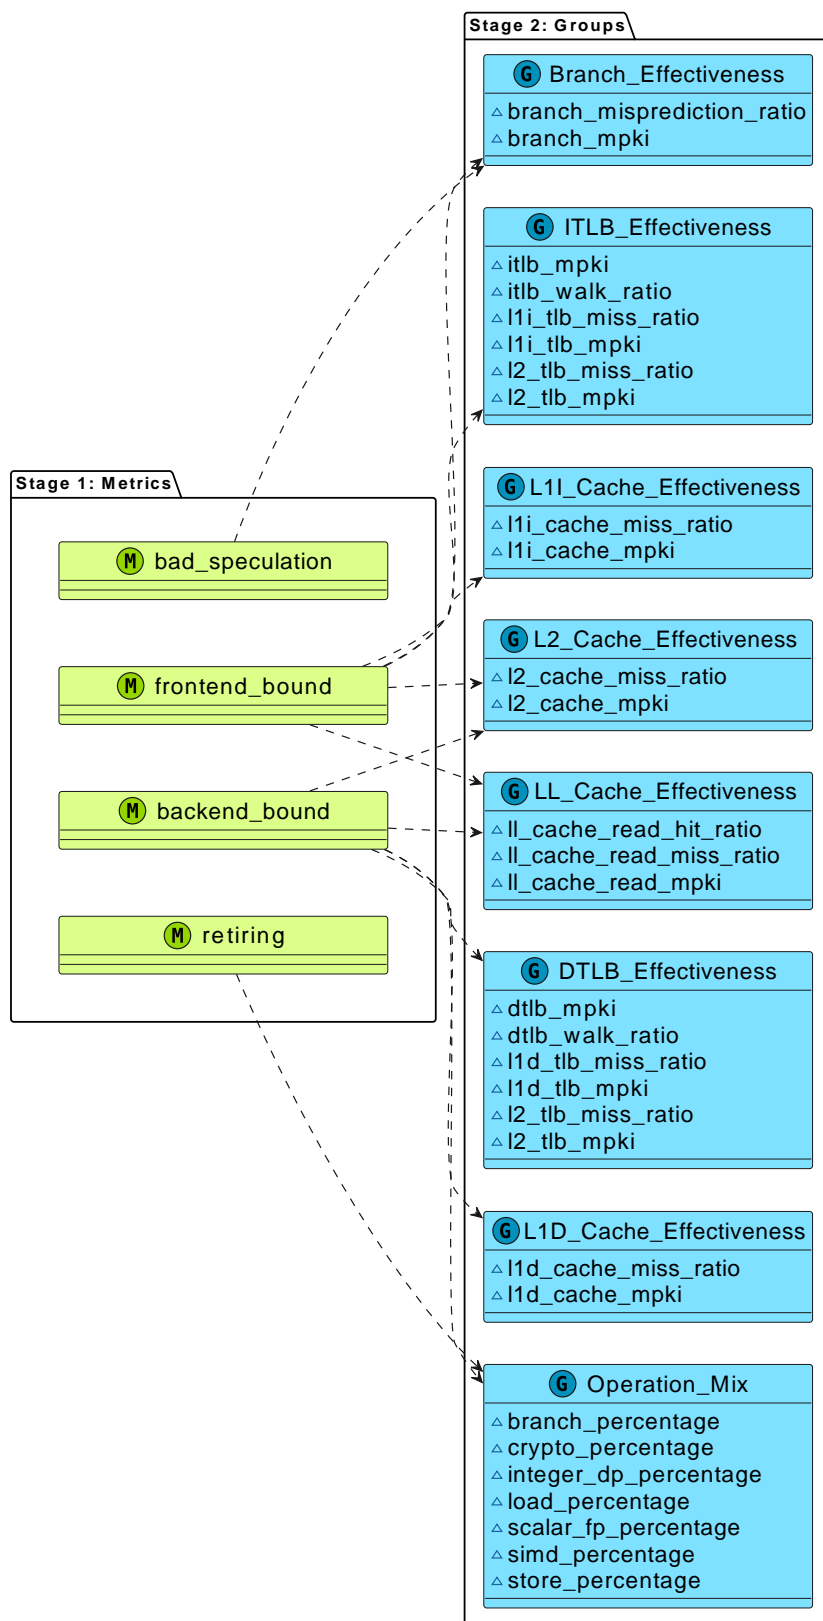 Stage 2: Groups
G Branch_Effectiveness
branch_misprediction_ratio
branch_mpki
G ITLB_Effectiveness
itlb_mpki
itlb_walk_ratio
l1i_tlb_miss_ratio
l1i_tlb_mpki
l2_tlb_miss_ratio
l2_tlb_mpki
G L1I_Cache_Effectiveness
l1i_cache_miss_ratio
l1i_cache_mpki
G L2_Cache_Effectiveness
l2_cache_miss_ratio
l2_cache_mpki
G LL_Cache_Effectiveness
ll_cache_read_hit_ratio
ll_cache_read_miss_ratio
ll_cache_read_mpki
G DTLB_Effectiveness
dtlb_mpki
dtlb_walk_ratio
l1d_tlb_miss_ratio
l1d_tlb_mpki
l2_tlb_miss_ratio
l2_tlb_mpki
G L1D_Cache_Effectiveness
l1d_cache_miss_ratio
l1d_cache_mpki
G Operation_Mix
branch_percentage
crypto_percentage
integer_dp_percentage
load_percentage
scalar_fp_percentage
simd_percentage
store_percentage
Stage 1: Metrics
M bad_speculation
M frontend_bound
M backend_bound
M retiring